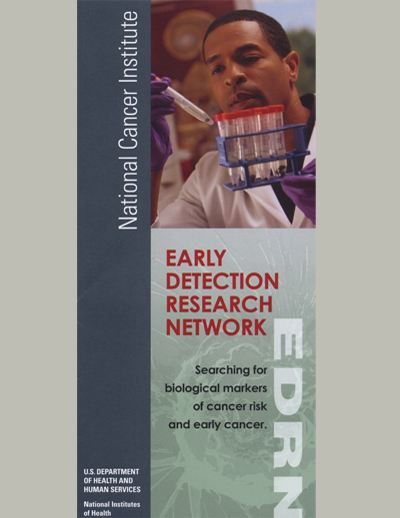 National Cancer Institute
EARLY
DETECTION
RESEARCH
NETWORK
EDRN
Searching for
biological markers
of cancer risk
and early cancer.
U.S. DEPARTMENT
OF HEALTH AND
HUMAN SERVICES
National Institutes
of Health